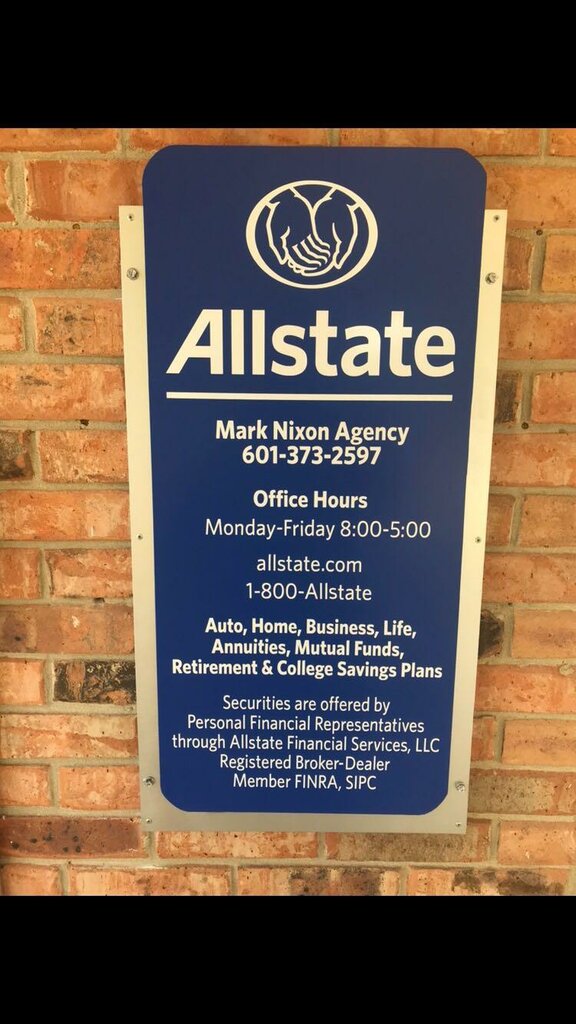 Allstate
Mark Nixon Agency
601-373-2597
Office Hours
Monday-Friday 8:00-5:00
allstate.com
1-800-Allstate
Auto, Home, Business, Life,
Annuities, Mutual Funds,
Retirement & College Savings Plans
Securities are offered by
Personal Financial Representatives
through Allstate Financial Services, LLC
Registered Broker-Dealer
Member FINRA, SIPC